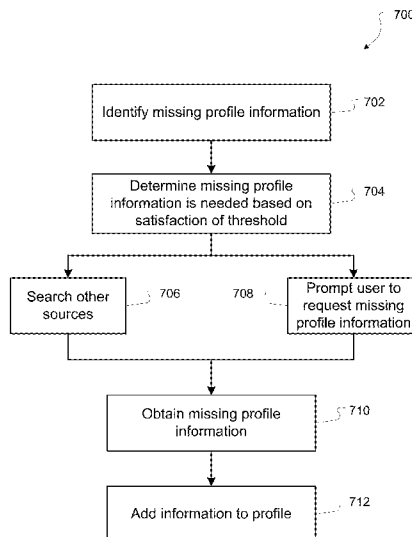 700
Identify missing profile information
702
Determine missing profile
information is needed based on
satisfaction of threshold
704
Search other
sources
706
708
Prompt user to
request missing
profile information
Obtain missing profile
information
710
Add information to profile
712